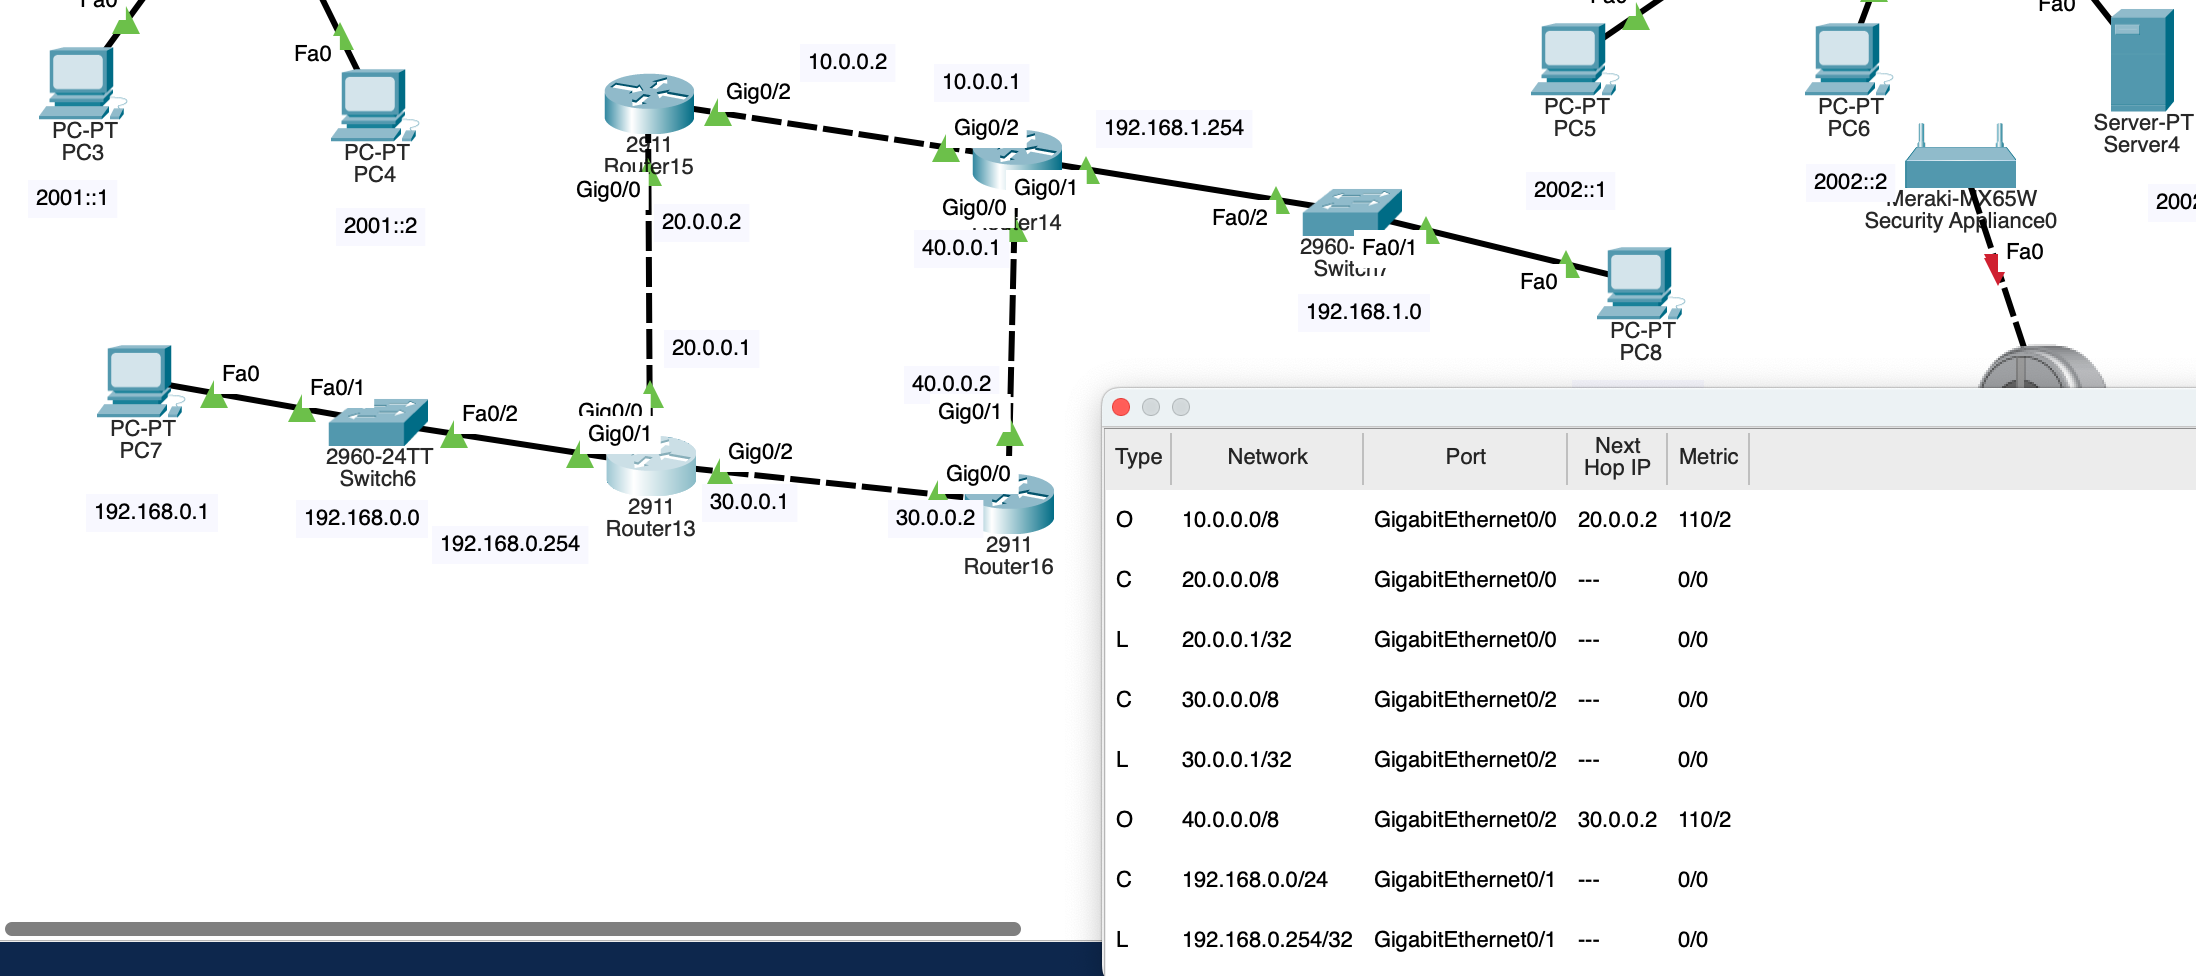 Fa0
PC-PT
PC3
2001::1
Fa0
PC-PT
PC4
2001::2
10.0.0.2
10.0.0.1
Gig0/2
2911
Router15
Gig0/0
20.0.0.2
20.0.0.1
Gig0/2
192.168.1.254
Gig0/1
Gig0/0
40.0.0.1
40.0.0.2
Gig0/1
Fa0/2
2960-
Fa0/1
Switch7
192.168.1.0
Fa0
PC-PT
PC8
Fa0
PC-PT
PC5
2002::1
PC-PT
PC6
2002::2
Fa0
Server-PT
Server4
Meraki-MX65W
Security Appliance0
Fa0
PC-PT
PC7
192.168.0.1
Fa0
Fa0/1
Fa0/2
2960-24TT
Switch6
192.168.0.0
192.168.0.254
Gig0/0
Gig0/1
2911
Router13
Gig0/2
30.0.0.1
Gig0/0
30.0.0.2
2911
Router16
Type Network Port Next Hop IP Metric
O 10.0.0.0/8 GigabitEthernet0/0 20.0.0.2 110/2
C 20.0.0.0/8 GigabitEthernet0/0 --- 0/0
L 20.0.0.1/32 GigabitEthernet0/0 --- 0/0
C 30.0.0.0/8 GigabitEthernet0/2 --- 0/0
L 30.0.0.1/32 GigabitEthernet0/2 --- 0/0
O 40.0.0.0/8 GigabitEthernet0/2 30.0.0.2 110/2
C 192.168.0.0/24 GigabitEthernet0/1 --- 0/0
L 192.168.0.254/32 GigabitEthernet0/1 --- 0/0